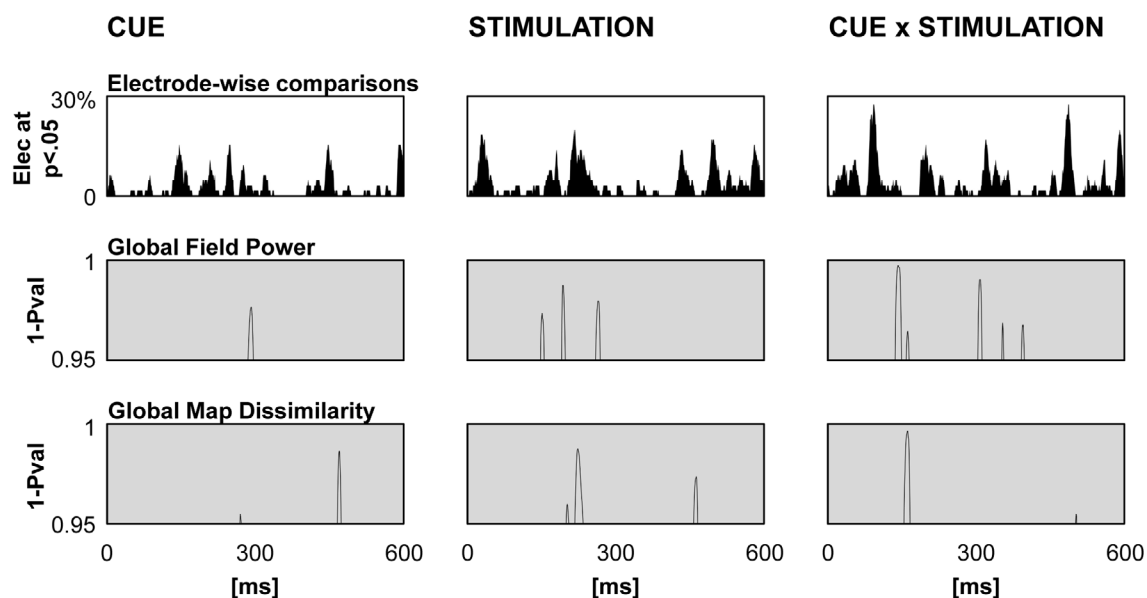 CUE STIMULATION CUE x STIMULATION
Electrode-wise comparisons
30%
Elec at
p<.05
0
Global Field Power
1
1-Pval
0.95
Global Map Dissimilarity
1
1-Pval
0.95
0 300 600 0 300 600 0 300 600
[ms] [ms] [ms]